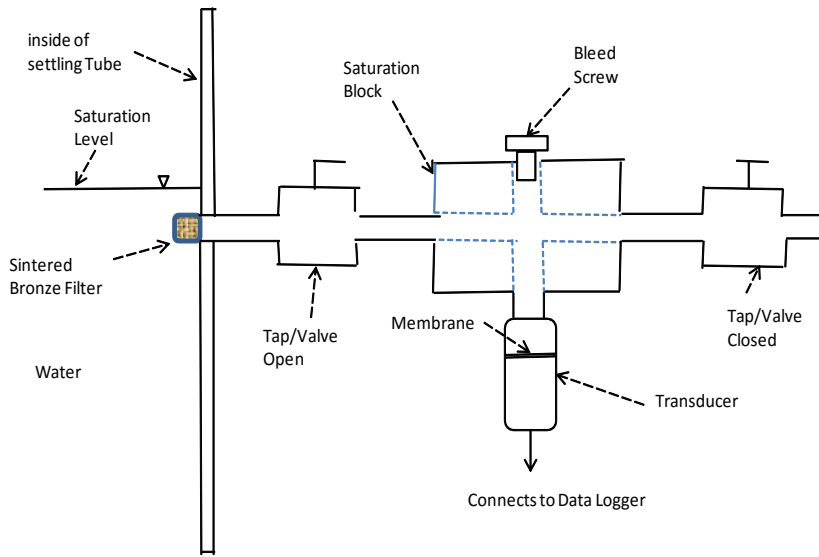 inside of
settling Tube
Saturation
Level
Saturation
Block
Bleed
Screw
Sintered
Bronze Filter
Tap/Valve
Open
Membrane
Tap/Valve
Closed
Water
Transducer
Connects to Data Logger